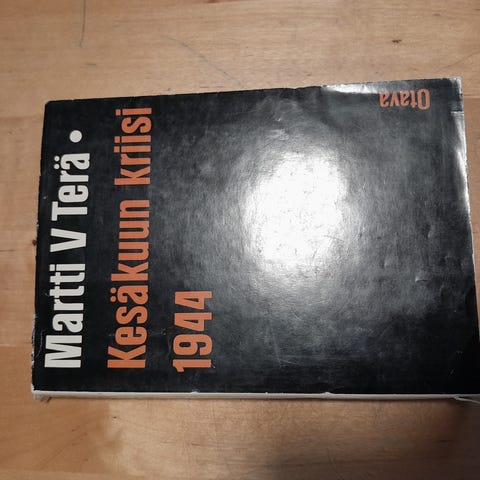 Martti V Terä •
Kesäkuun kriisi
1944
Otava